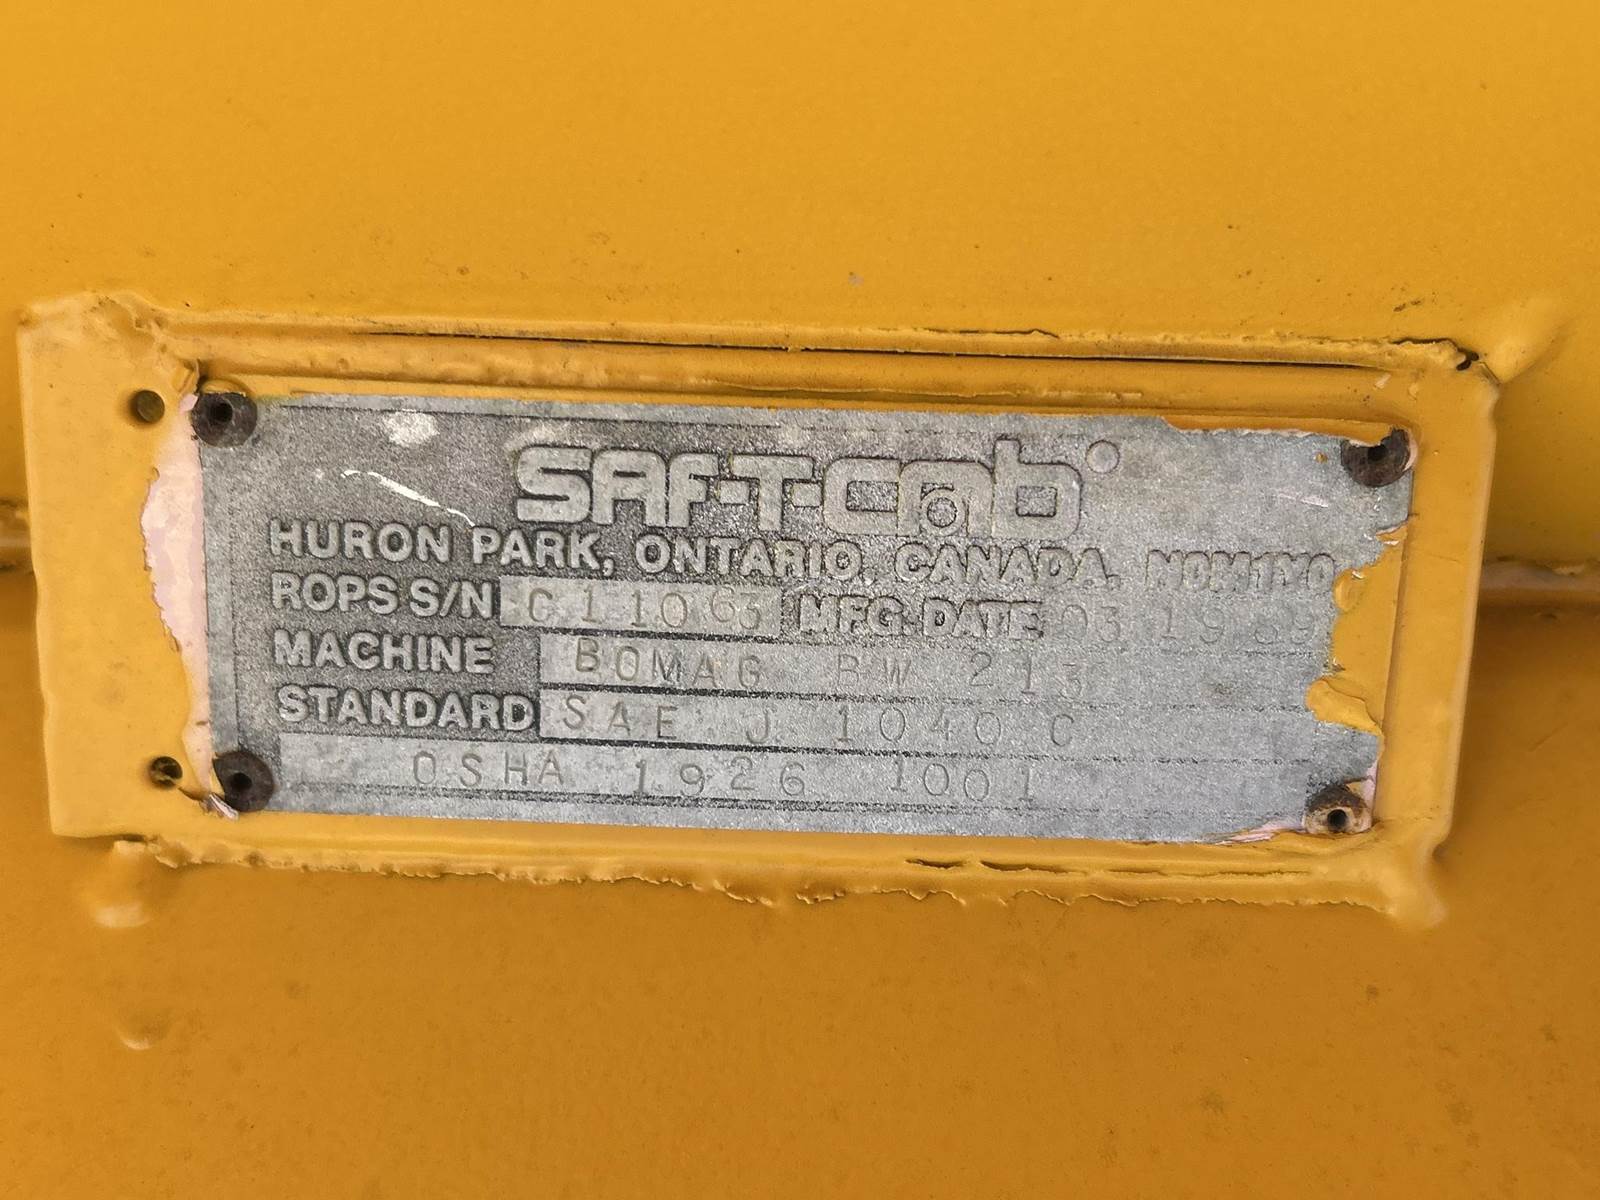 SAF-T-Cab
HURON PARK, ONTARIO, CANADA, N0M1Y0
ROPS S/N C11063 MFG. DATE 03 1989
MACHINE BOMAG BW 213
STANDARD SAE J 1040 C
OSHA 1926 1001